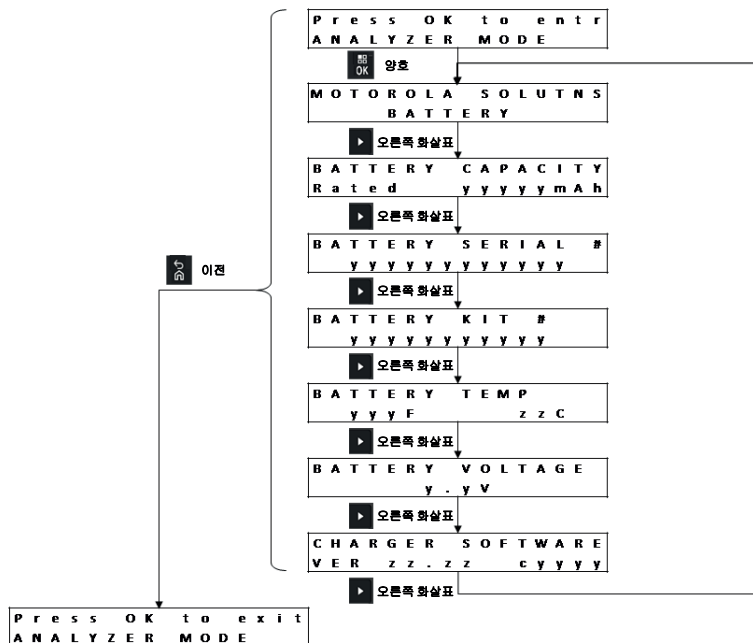 Press OK to entr
ANALYZER MODE
OK 양호
MOTOROLA SOLUTNS
BATTERY
오른쪽 화살표
BATTERY CAPACITY
Rated yyyyymAh
오른쪽 화살표
BATTERY SERIAL #
yyyyyyyyyyyy
오른쪽 화살표
이전
BATTERY KIT #
yyyyyyyyyyy
오른쪽 화살표
BATTERY TEMP
yyyF zzC
오른쪽 화살표
BATTERY VOLTAGE
y.yV
오른쪽 화살표
CHARGER SOFTWARE
VER zz.zz cyyyy
오른쪽 화살표
Press OK to exit
ANALYZER MODE